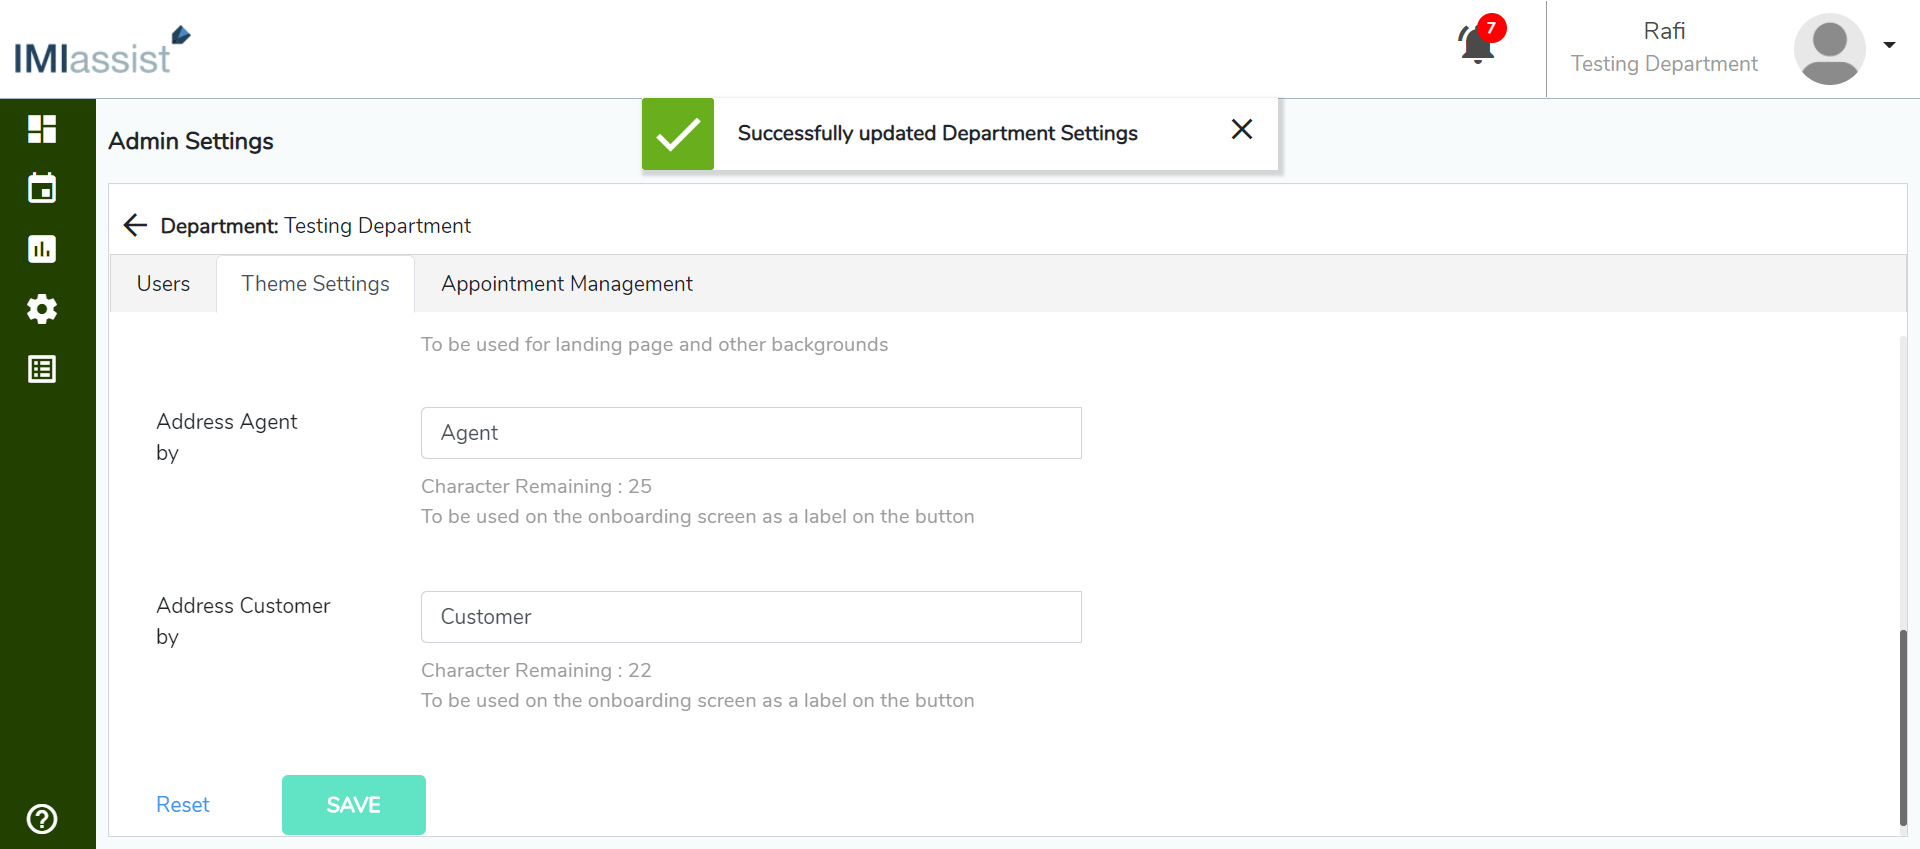 IMIassist
7
Rafi
Testing Department
Successfully updated Department Settings
Admin Settings
Department: Testing Department
Users
Theme Settings
Appointment Management
To be used for landing page and other backgrounds
Address Agent
by
Agent
Character Remaining : 25
To be used on the onboarding screen as a label on the button
Address Customer
by
Customer
Character Remaining : 22
To be used on the onboarding screen as a label on the button
Reset
SAVE